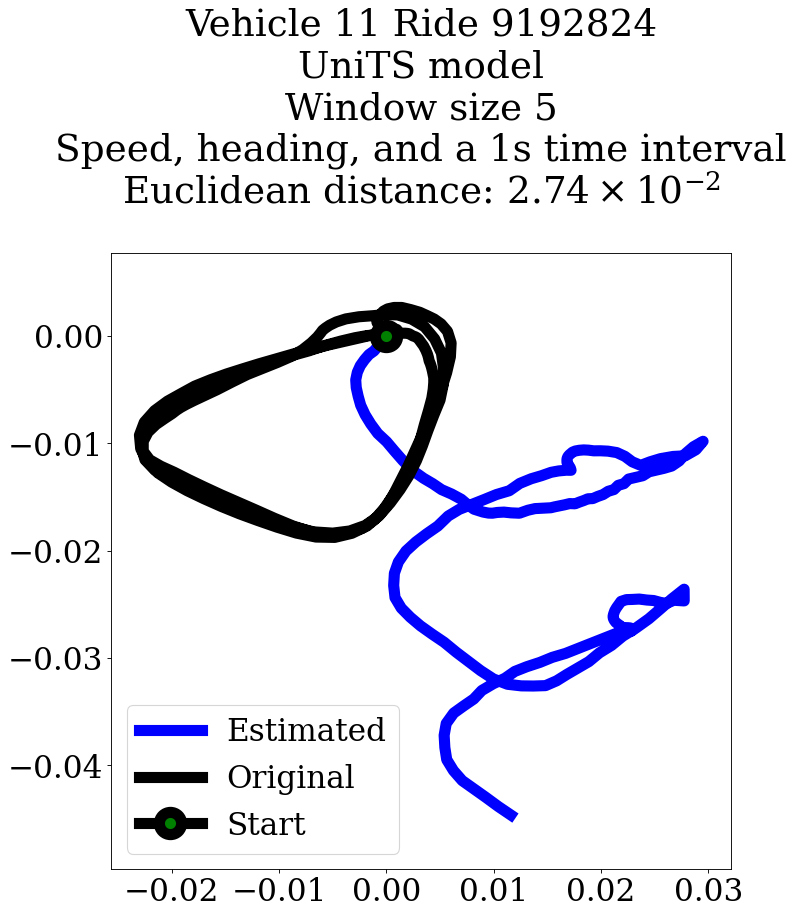 Vehicle 11 Ride 9192824
UniTS model
Window size 5
Speed, heading, and a 1s time interval
Euclidean distance: 2.74 × 10⁻²
0.00
−0.01
−0.02
−0.03
−0.04
Estimated
Original
Start
−0.02 −0.01 0.00 0.01 0.02 0.03